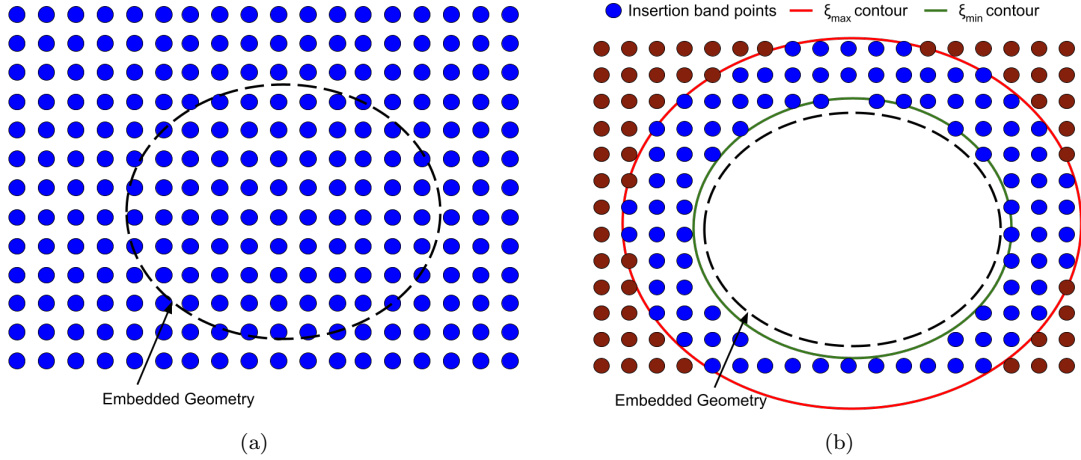 Insertion band points ξmax contour ξmin contour
Embedded Geometry
Embedded Geometry
(a)
(b)